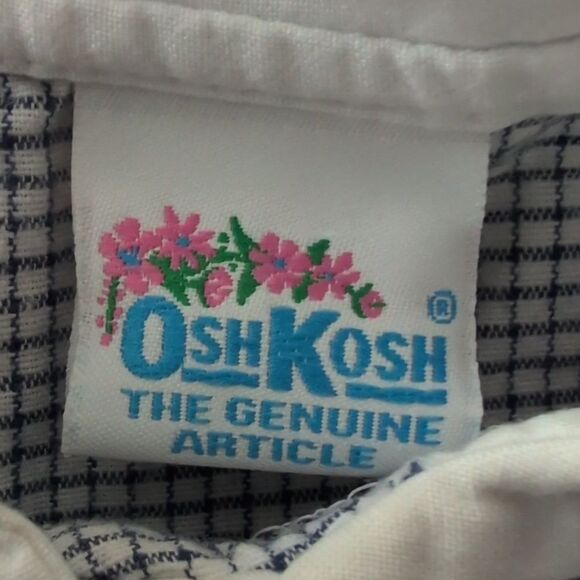 OSHKOSH ®
THE GENUINE
ARTICLE